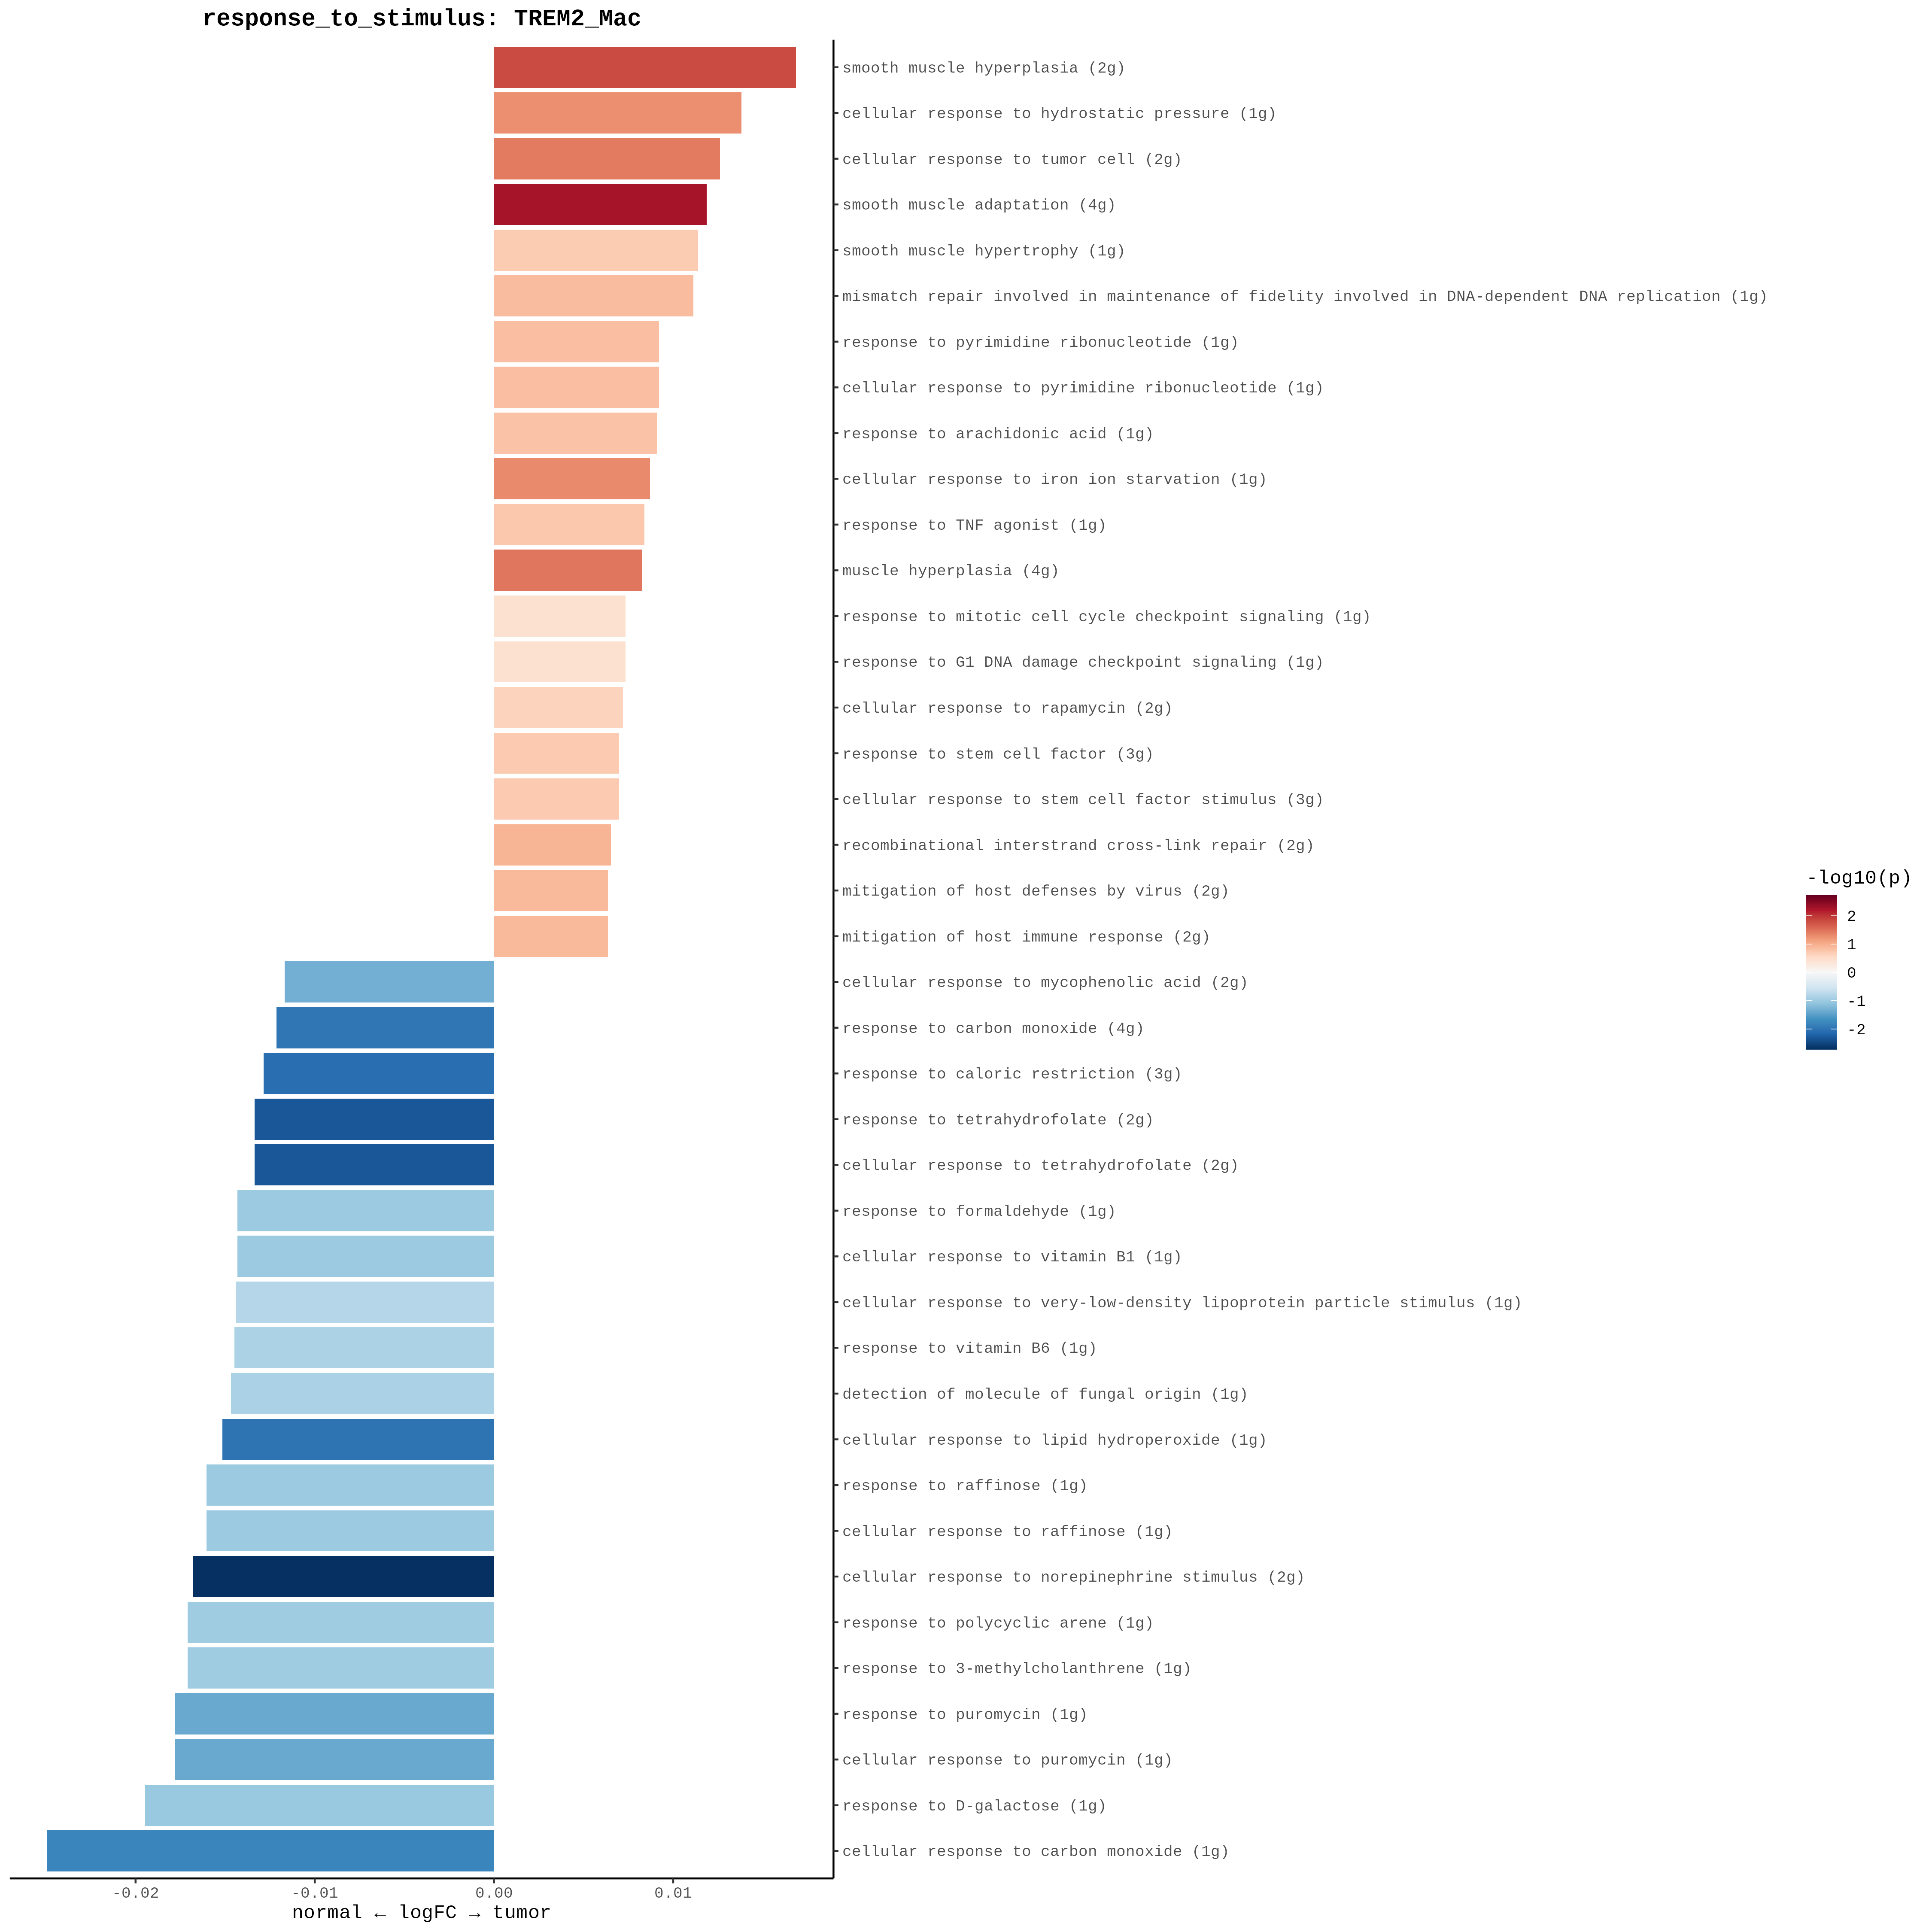 response_to_stimulus: TREM2_Mac
smooth muscle hyperplasia (2g)
cellular response to hydrostatic pressure (1g)
cellular response to tumor cell (2g)
smooth muscle adaptation (4g)
smooth muscle hypertrophy (1g)
mismatch repair involved in maintenance of fidelity involved in DNA-dependent DNA replication (1g)
response to pyrimidine ribonucleotide (1g)
cellular response to pyrimidine ribonucleotide (1g)
response to arachidonic acid (1g)
cellular response to iron ion starvation (1g)
response to TNF agonist (1g)
muscle hyperplasia (4g)
response to mitotic cell cycle checkpoint signaling (1g)
response to G1 DNA damage checkpoint signaling (1g)
cellular response to rapamycin (2g)
response to stem cell factor (3g)
cellular response to stem cell factor stimulus (3g)
recombinational interstrand cross-link repair (2g)
mitigation of host defenses by virus (2g)
mitigation of host immune response (2g)
cellular response to mycophenolic acid (2g)
response to carbon monoxide (4g)
response to caloric restriction (3g)
response to tetrahydrofolate (2g)
cellular response to tetrahydrofolate (2g)
response to formaldehyde (1g)
cellular response to vitamin B1 (1g)
cellular response to very-low-density lipoprotein particle stimulus (1g)
response to vitamin B6 (1g)
detection of molecule of fungal origin (1g)
cellular response to lipid hydroperoxide (1g)
response to raffinose (1g)
cellular response to raffinose (1g)
cellular response to norepinephrine stimulus (2g)
response to polycyclic arene (1g)
response to 3-methylcholanthrene (1g)
response to puromycin (1g)
cellular response to puromycin (1g)
response to D-galactose (1g)
cellular response to carbon monoxide (1g)
-0.02 -0.01 0.00 0.01
normal ← logFC → tumor
-log10(p)
2
1
0
-1
-2